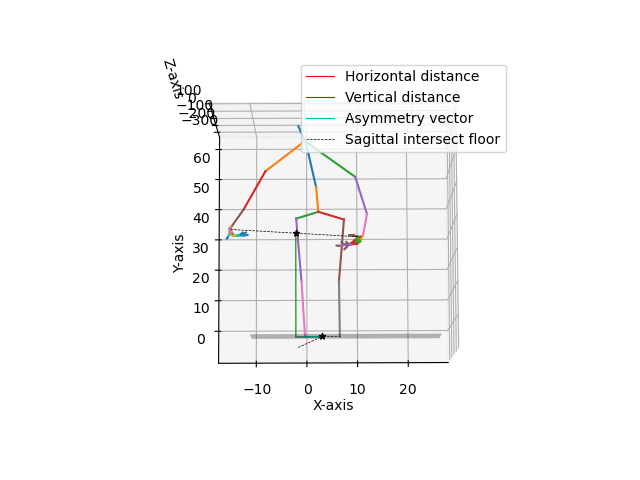 Horizontal distance
Vertical distance
Asymmetry vector
Sagittal intersect floor
Z-axis
100
0
−100
−200
−300
60
50
40
30
20
10
0
Y-axis
−10
0
10
20
X-axis